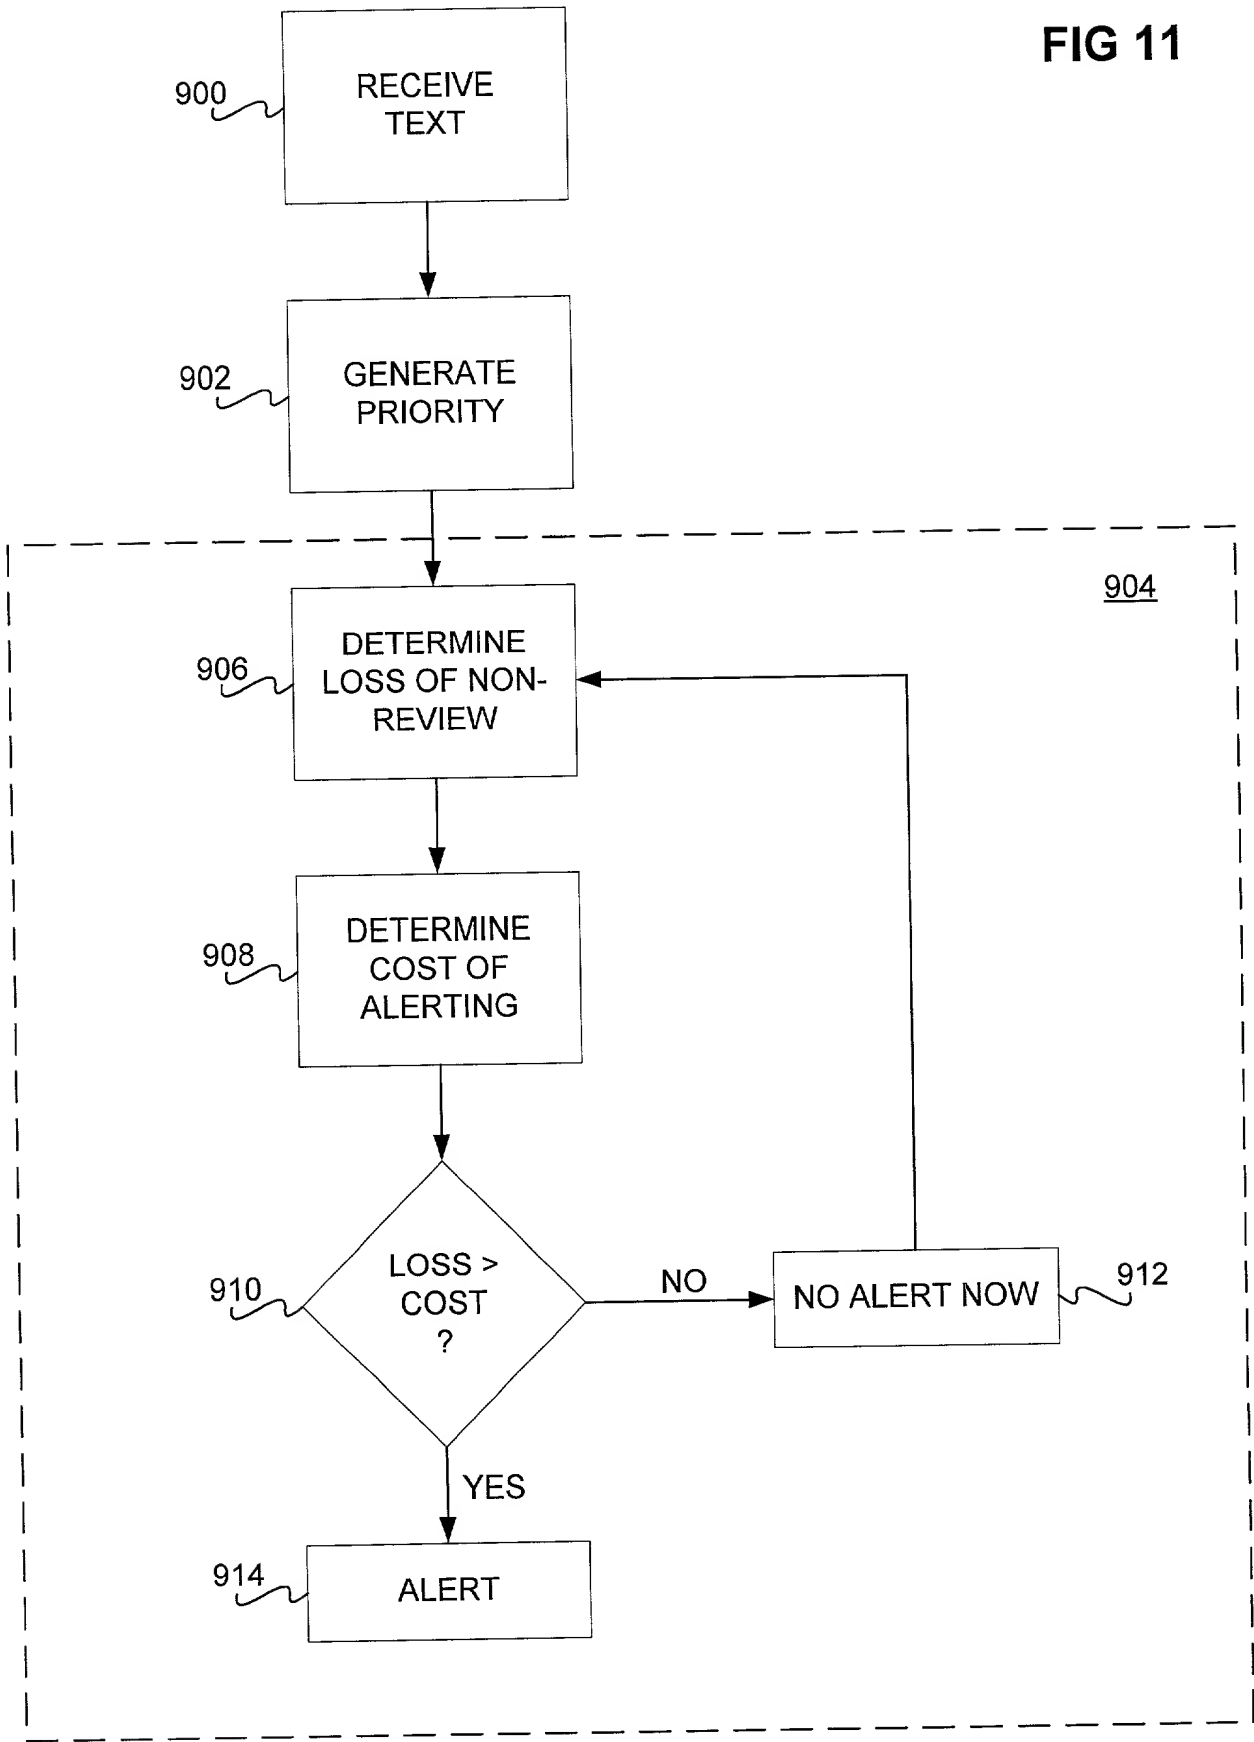 FIG 11
900
RECEIVE
TEXT
902
GENERATE
PRIORITY
904
906
DETERMINE
LOSS OF NON-
REVIEW
908
DETERMINE
COST OF
ALERTING
910
LOSS >
COST
?
NO
NO ALERT NOW
912
YES
914
ALERT